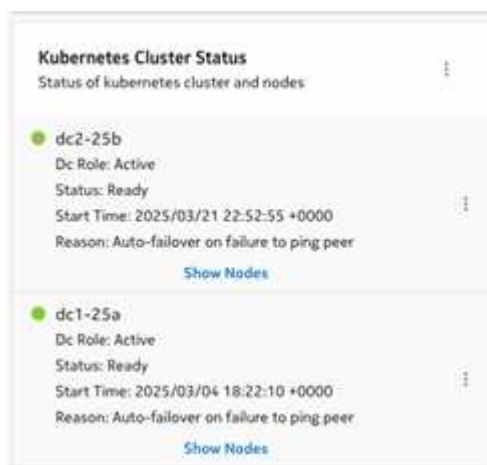 Kubernetes Cluster Status
Status of kubernetes cluster and nodes
dc2-25b
Dc Role: Active
Status: Ready
Start Time: 2025/03/21 22:52:55 +0000
Reason: Auto-failover on failure to ping peer
Show Nodes
dc1-25a
Dc Role: Active
Status: Ready
Start Time: 2025/03/04 18:22:10 +0000
Reason: Auto-failover on failure to ping peer
Show Nodes